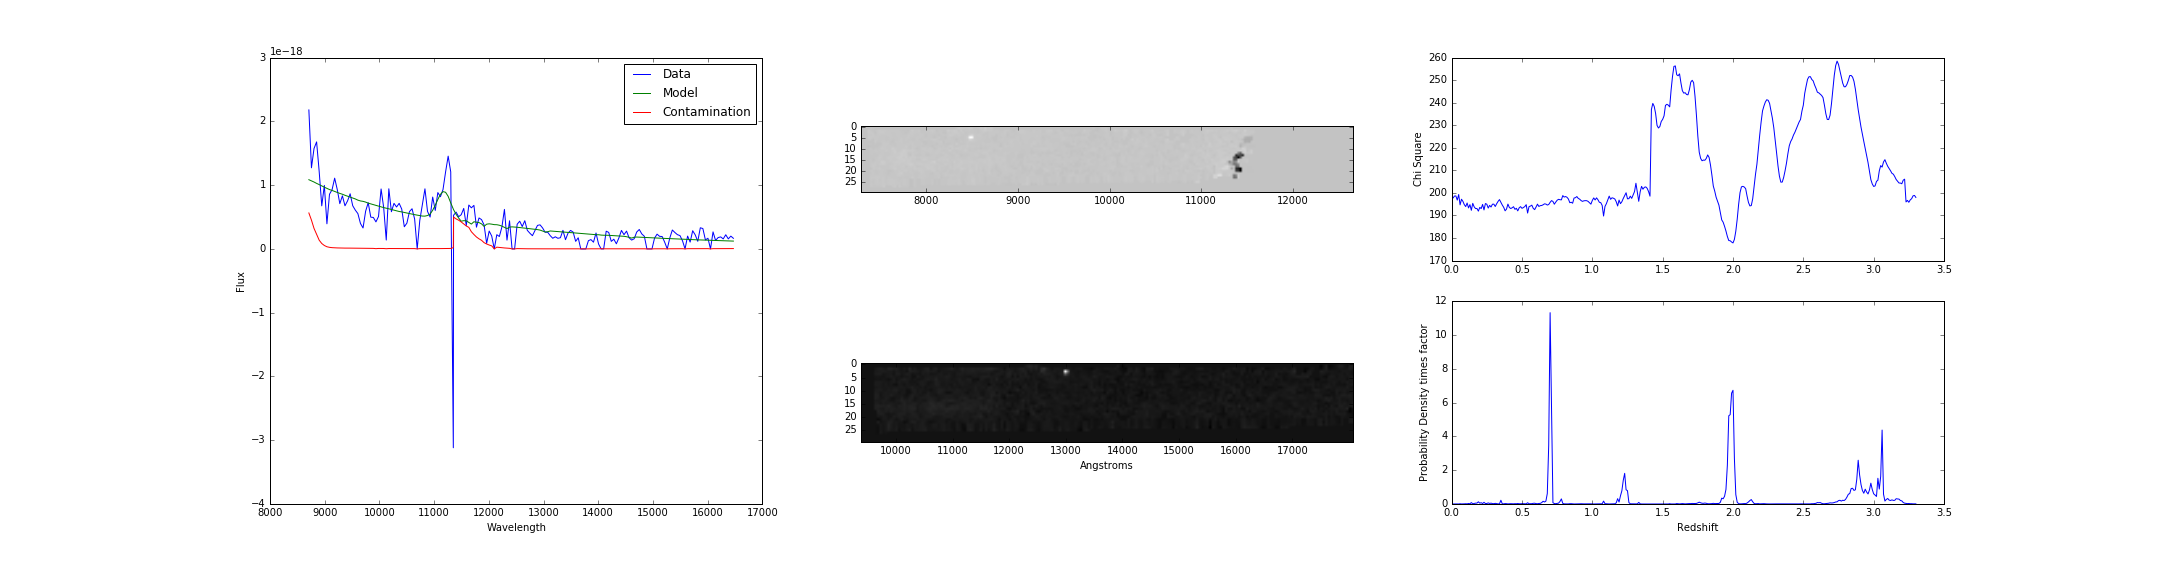 1e−18
3
2
1
0
−1
−2
−3
−4
8000 9000 10000 11000 12000 13000 14000 15000 16000 17000
Wavelength
Flux
Data
Model
Contamination
0
5
10
15
20
25
8000 9000 10000 11000 12000
0
5
10
15
20
25
10000 11000 12000 13000 14000 15000 16000 17000
Angstroms
260
250
240
230
220
210
200
190
180
170
0.0 0.5 1.0 1.5 2.0 2.5 3.0 3.5
Chi Square
12
10
8
6
4
2
0
0.0 0.5 1.0 1.5 2.0 2.5 3.0 3.5
Redshift
Probability Density times factor